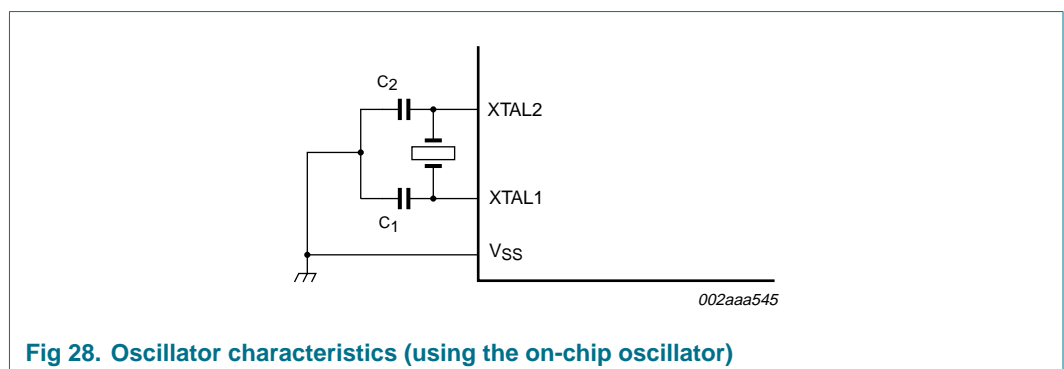 C2
XTAL2
XTAL1
C1
VSS
002aaa545
Fig 28. Oscillator characteristics (using the on-chip oscillator)